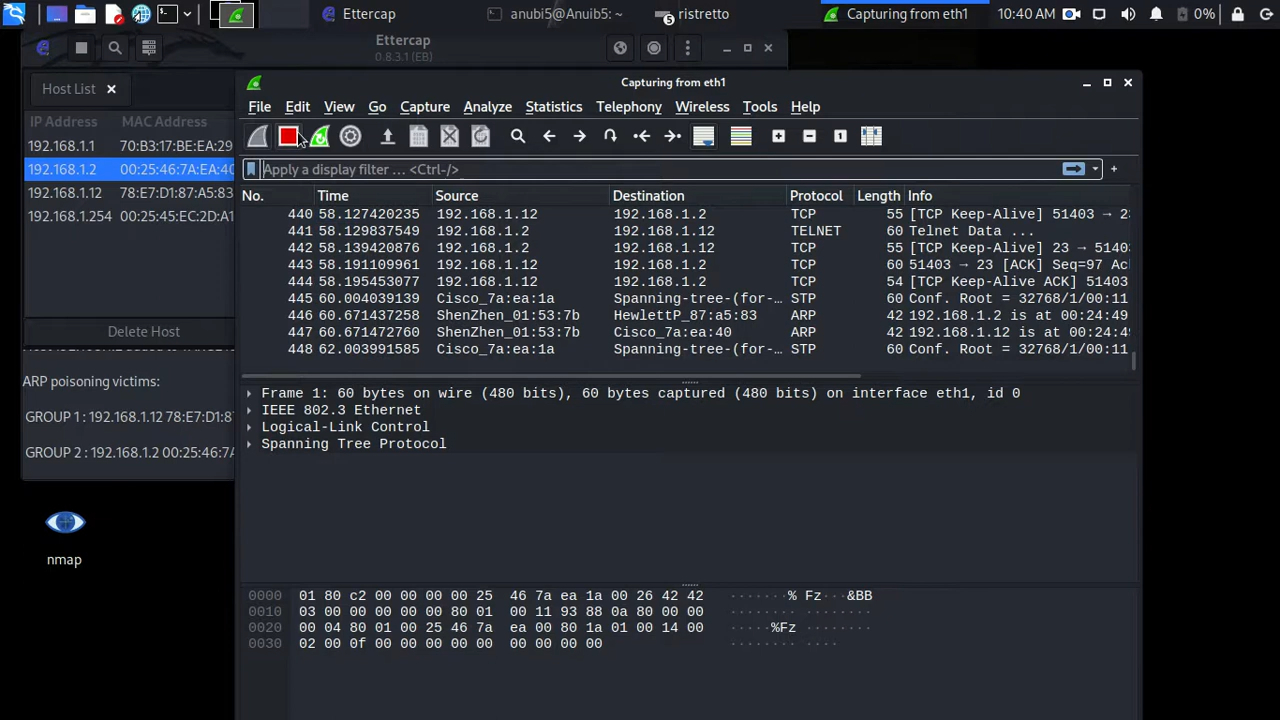 Ettercap
anubi5@Anuib5: ~
5
ristretto
Capturing from eth1
10:40 AM
0%
Ettercap
0.8.3.1 (EB)
Host List
IP Address MAC Address
192.168.1.1 70:B3:17:BE:EA:29
192.168.1.2 00:25:46:7A:EA:40
192.168.1.12 78:E7:D1:87:A5:83
192.168.1.254 00:25:45:EC:2D:A1
Delete Host
ARP poisoning victims:
GROUP 1 : 192.168.1.12 78:E7:D1:8
GROUP 2 : 192.168.1.2 00:25:46:7A
nmap
Capturing from eth1
File Edit View Go Capture Analyze Statistics Telephony Wireless Tools Help
Apply a display filter ... <Ctrl-/>
No. Time Source Destination Protocol Length Info
440 58.127420235 192.168.1.12 192.168.1.2 TCP 55 [TCP Keep-Alive] 51403 → 2
441 58.129837549 192.168.1.2 192.168.1.12 TELNET 60 Telnet Data ...
442 58.139420876 192.168.1.2 192.168.1.12 TCP 55 [TCP Keep-Alive] 23 → 51403
443 58.191109961 192.168.1.12 192.168.1.2 TCP 60 51403 → 23 [ACK] Seq=97 Ac
444 58.195453077 192.168.1.12 192.168.1.2 TCP 54 [TCP Keep-Alive ACK] 51403
445 60.004039139 Cisco_7a:ea:1a Spanning-tree-(for-… STP 60 Conf. Root = 32768/1/00:11
446 60.671437258 ShenZhen_01:53:7b HewlettP_87:a5:83 ARP 42 192.168.1.2 is at 00:24:49
447 60.671472760 ShenZhen_01:53:7b Cisco_7a:ea:40 ARP 42 192.168.1.12 is at 00:24:4
448 62.003991585 Cisco_7a:ea:1a Spanning-tree-(for-… STP 60 Conf. Root = 32768/1/00:11
Frame 1: 60 bytes on wire (480 bits), 60 bytes captured (480 bits) on interface eth1, id 0
IEEE 802.3 Ethernet
Logical-Link Control
Spanning Tree Protocol
0000 01 80 c2 00 00 00 00 25 46 7a ea 1a 00 26 42 42 ·······% Fz···&BB
0010 03 00 00 00 00 00 80 01 00 11 93 88 0a 80 00 00 ········ ········
0020 00 04 80 01 00 25 46 7a ea 00 80 1a 01 00 14 00 ·····%Fz ········
0030 02 00 0f 00 00 00 00 00 00 00 00 00 ········ ····